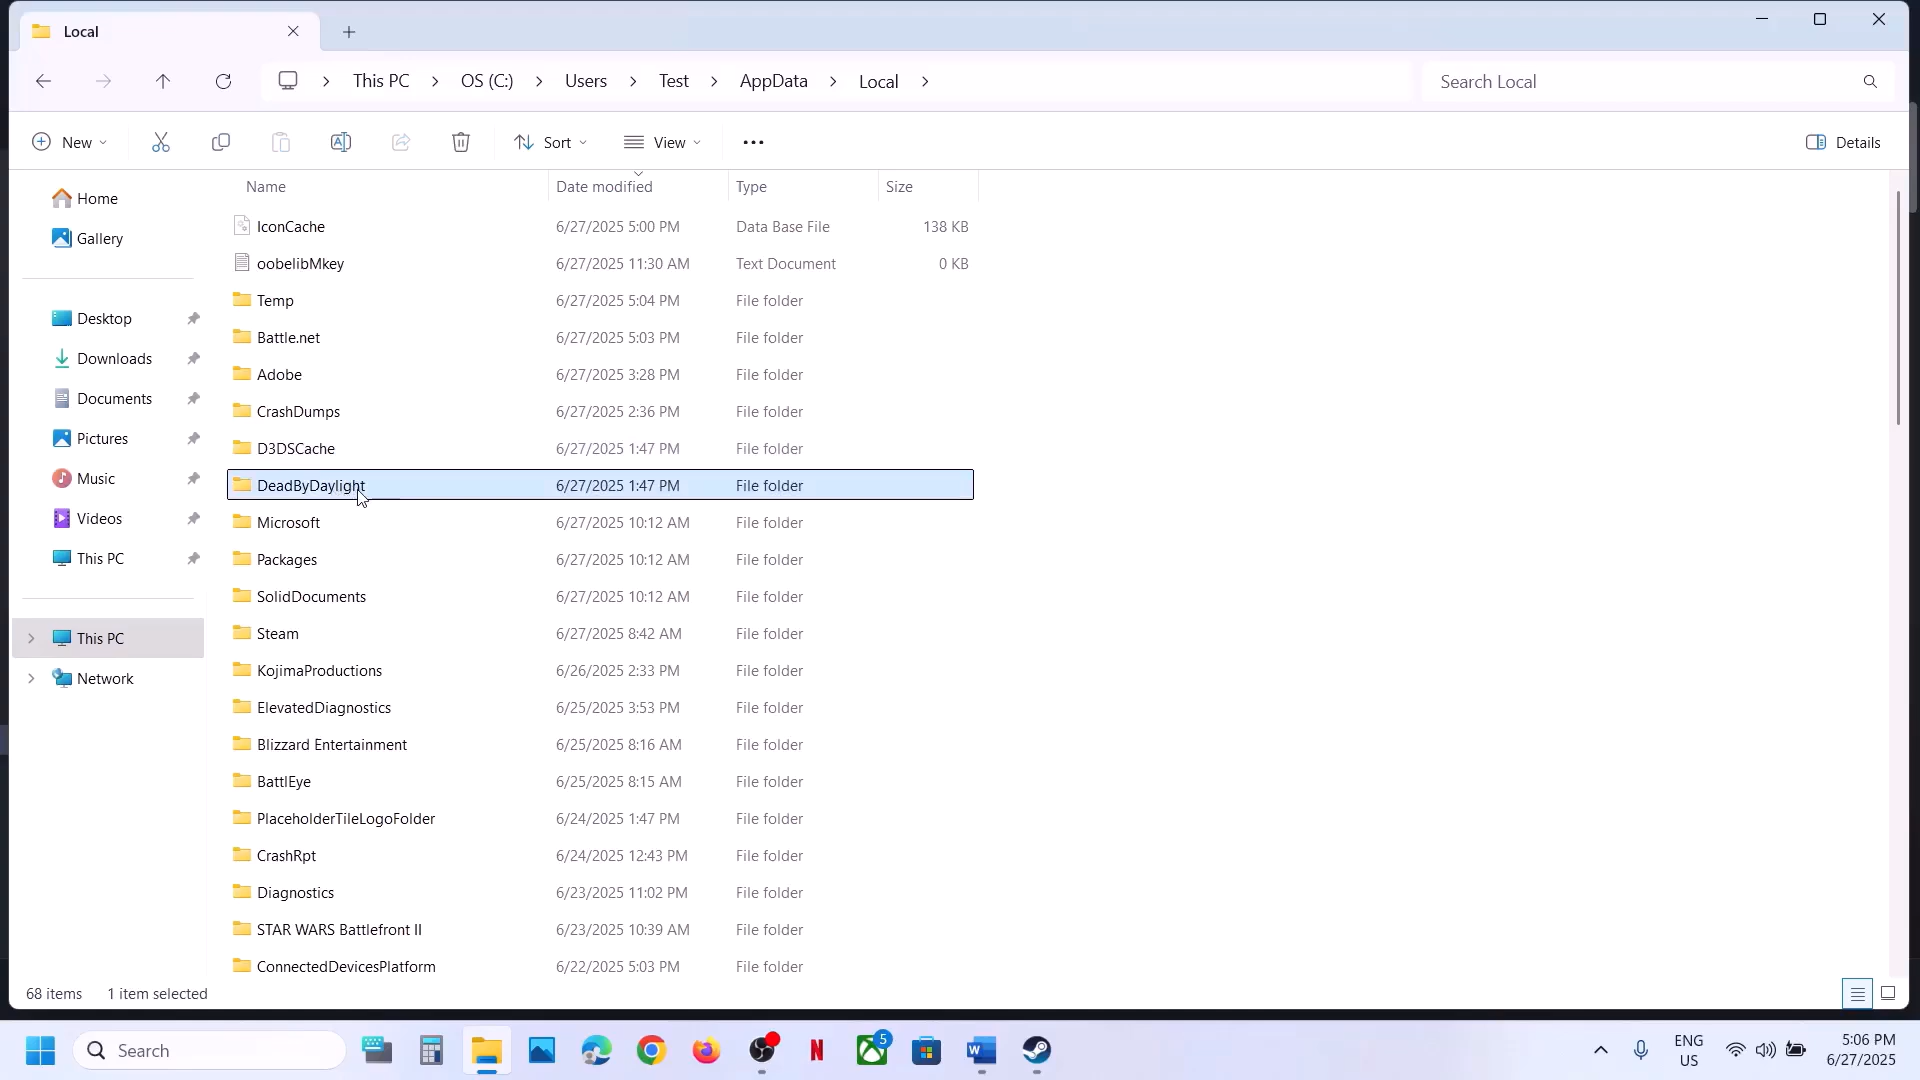 Local
This PC
OS (C:)
Users
Test
AppData
Local
Search Local
New
Sort
View
Details
Name Date modified Type Size
Home
Gallery
Desktop
Downloads
Documents
Pictures
Music
Videos
This PC
This PC
Network
IconCache 6/27/2025 5:00 PM Data Base File 138 KB
oobelibMkey 6/27/2025 11:30 AM Text Document 0 KB
Temp 6/27/2025 5:04 PM File folder
Battle.net 6/27/2025 5:03 PM File folder
Adobe 6/27/2025 3:28 PM File folder
CrashDumps 6/27/2025 2:36 PM File folder
D3DSCache 6/27/2025 1:47 PM File folder
DeadByDaylight 6/27/2025 1:47 PM File folder
Microsoft 6/27/2025 10:12 AM File folder
Packages 6/27/2025 10:12 AM File folder
SolidDocuments 6/27/2025 10:12 AM File folder
Steam 6/27/2025 8:42 AM File folder
KojimaProductions 6/26/2025 2:33 PM File folder
ElevatedDiagnostics 6/25/2025 3:53 PM File folder
Blizzard Entertainment 6/25/2025 8:16 AM File folder
BattlEye 6/25/2025 8:15 AM File folder
PlaceholderTileLogoFolder 6/24/2025 1:47 PM File folder
CrashRpt 6/24/2025 12:43 PM File folder
Diagnostics 6/23/2025 11:02 PM File folder
STAR WARS Battlefront II 6/23/2025 10:39 AM File folder
ConnectedDevicesPlatform 6/22/2025 5:03 PM File folder
68 items 1 item selected
Search
5
ENG
US
5:06 PM
6/27/2025